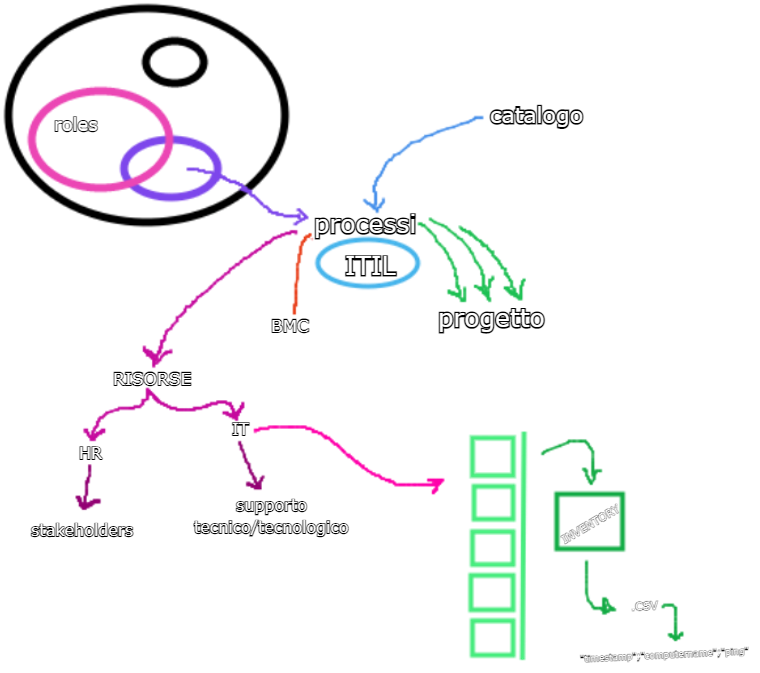 roles
catalogo
processi
ITIL
BMC
progetto
RISORSE
HR
IT
stakeholders
supporto
tecnico/tecnologico
INVENTORY
.CSV
"timestamp";"computername";"ping"